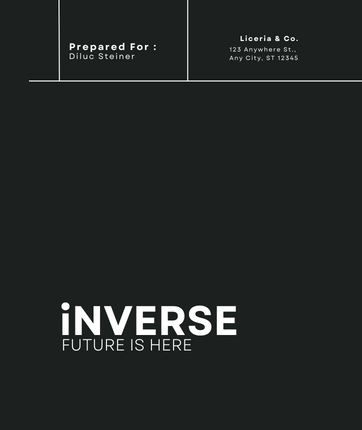 Prepared For :
Diluc Steiner
Liceria & Co.
123 Anywhere St.,
Any City, ST 12345
iNVERSE
FUTURE IS HERE